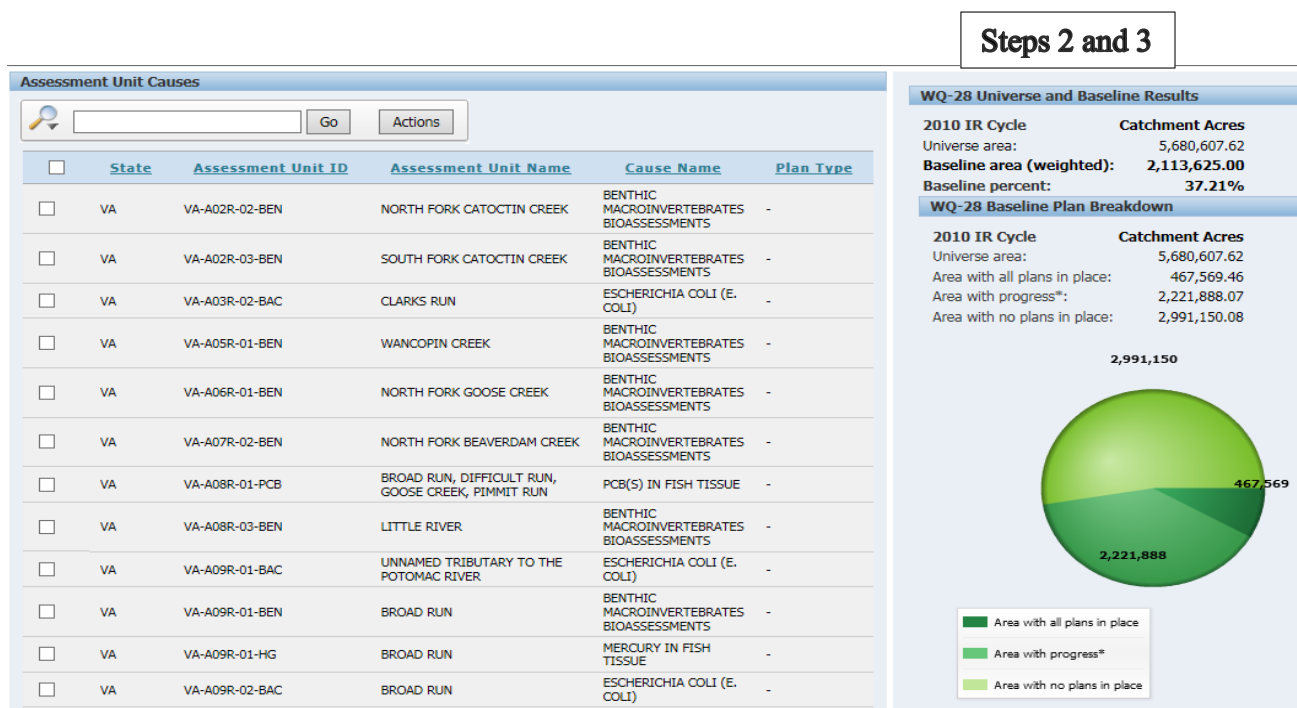 Steps 2 and 3
Assessment Unit Causes
Go
Actions
State Assessment Unit ID Assessment Unit Name Cause Name Plan Type
VA VA-A02R-02-BEN NORTH FORK CATOCTIN CREEK BENTHIC MACROINVERTEBRATES BIOASSESSMENTS -
VA VA-A02R-03-BEN SOUTH FORK CATOCTIN CREEK BENTHIC MACROINVERTEBRATES BIOASSESSMENTS -
VA VA-A03R-02-BAC CLARKS RUN ESCHERICHIA COLI (E. COLI) -
VA VA-A05R-01-BEN WANCOPIN CREEK BENTHIC MACROINVERTEBRATES BIOASSESSMENTS -
VA VA-A06R-01-BEN NORTH FORK GOOSE CREEK BENTHIC MACROINVERTEBRATES BIOASSESSMENTS -
VA VA-A07R-02-BEN NORTH FORK BEAVERDAM CREEK BENTHIC MACROINVERTEBRATES BIOASSESSMENTS -
VA VA-A08R-01-PCB BROAD RUN, DIFFICULT RUN, GOOSE CREEK, PIMMIT RUN PCB(S) IN FISH TISSUE -
VA VA-A08R-03-BEN LITTLE RIVER BENTHIC MACROINVERTEBRATES BIOASSESSMENTS -
VA VA-A09R-01-BAC UNNAMED TRIBUTARY TO THE POTOMAC RIVER ESCHERICHIA COLI (E. COLI) -
VA VA-A09R-01-BEN BROAD RUN BENTHIC MACROINVERTEBRATES BIOASSESSMENTS -
VA VA-A09R-01-HG BROAD RUN MERCURY IN FISH TISSUE -
VA VA-A09R-02-BAC BROAD RUN ESCHERICHIA COLI (E. COLI) -
WQ-28 Universe and Baseline Results
2010 IR Cycle Catchment Acres
Universe area: 5,680,607.62
Baseline area (weighted): 2,113,625.00
Baseline percent: 37.21%
WQ-28 Baseline Plan Breakdown
2010 IR Cycle Catchment Acres
Universe area: 5,680,607.62
Area with all plans in place: 467,569.46
Area with progress*: 2,221,888.07
Area with no plans in place: 2,991,150.08
2,991,150
467,569
2,221,888
Area with all plans in place
Area with progress*
Area with no plans in place